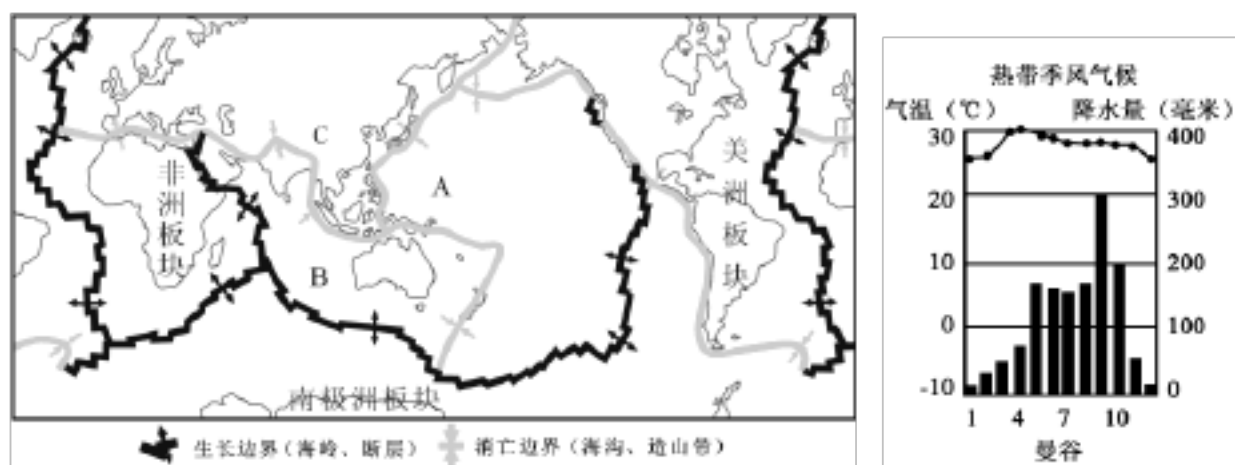 非洲板块
C
A
B
美洲板块
南极洲板块
生长边界（海岭、断层）
消亡边界（海沟、造山带）
热带季风气候
气温（℃）
降水量（毫米）
30
20
10
0
-10
400
300
200
100
0
1
4
7
10
曼谷